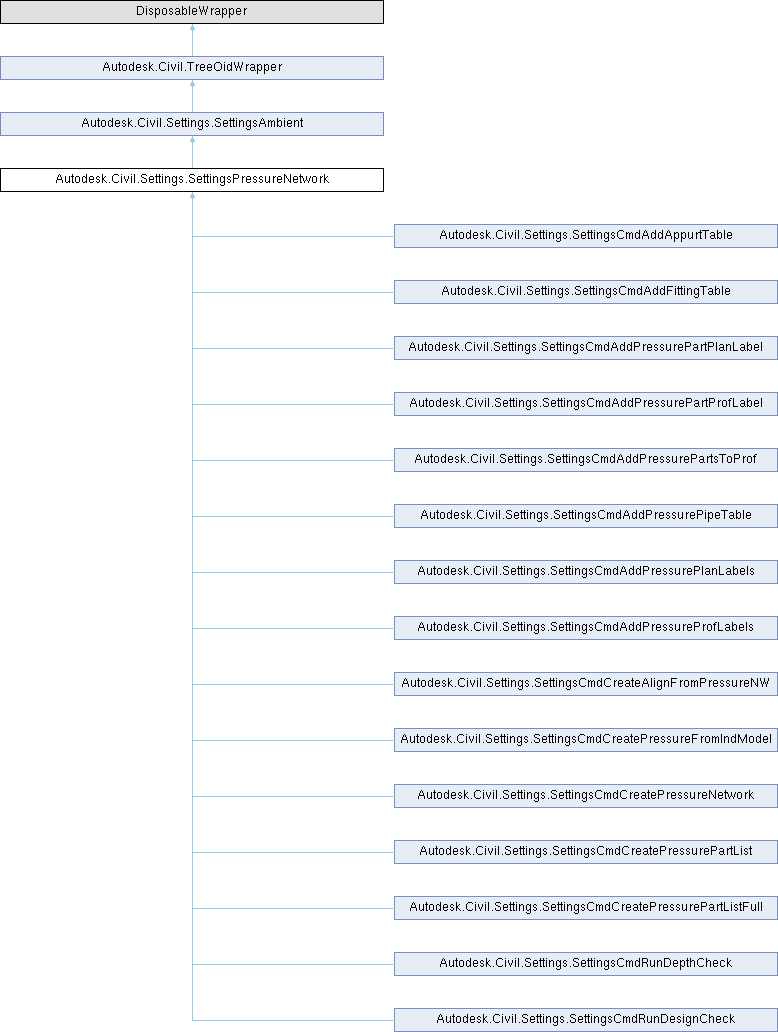 DisposableWrapper
Autodesk.Civil.TreeOidWrapper
Autodesk.Civil.Settings.SettingsAmbient
Autodesk.Civil.Settings.SettingsPressureNetwork
Autodesk.Civil.Settings.SettingsCmdAddAppurtTable
Autodesk.Civil.Settings.SettingsCmdAddFittingTable
Autodesk.Civil.Settings.SettingsCmdAddPressurePartPlanLabel
Autodesk.Civil.Settings.SettingsCmdAddPressurePartProfLabel
Autodesk.Civil.Settings.SettingsCmdAddPressurePartsToProf
Autodesk.Civil.Settings.SettingsCmdAddPressurePipeTable
Autodesk.Civil.Settings.SettingsCmdAddPressurePlanLabels
Autodesk.Civil.Settings.SettingsCmdAddPressureProfLabels
Autodesk.Civil.Settings.SettingsCmdCreateAlignFromPressureNW
Autodesk.Civil.Settings.SettingsCmdCreatePressureFromIndModel
Autodesk.Civil.Settings.SettingsCmdCreatePressureNetwork
Autodesk.Civil.Settings.SettingsCmdCreatePressurePartList
Autodesk.Civil.Settings.SettingsCmdCreatePressurePartListFull
Autodesk.Civil.Settings.SettingsCmdRunDepthCheck
Autodesk.Civil.Settings.SettingsCmdRunDesignCheck